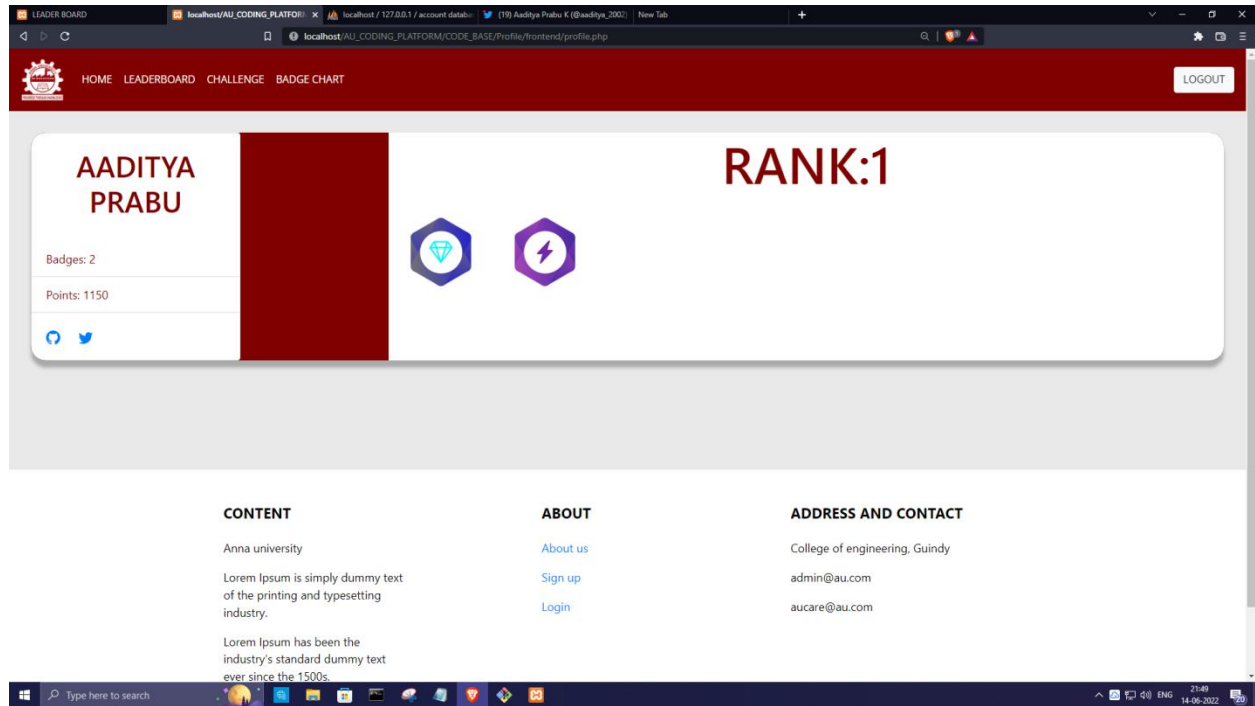 LEADER BOARD
localhost/AU_CODING_PLATFOR
localhost / 127.0.0.1 / account databa
(19) Aaditya Prabu K (@aaditya_2002)
New Tab
localhost/AU_CODING_PLATFORM/CODE_BASE/Profile/frontend/profile.php
HOME LEADERBOARD CHALLENGE BADGE CHART
LOGOUT
AADITYA
PRABU
Badges: 2
Points: 1150
RANK:1
CONTENT
Anna university
Lorem Ipsum is simply dummy text
of the printing and typesetting
industry.
Lorem Ipsum has been the
industry's standard dummy text
ever since the 1500s.
ABOUT
About us
Sign up
Login
ADDRESS AND CONTACT
College of engineering, Guindy
admin@au.com
aucare@au.com
Type here to search
ENG
21:49
14-06-2022
20